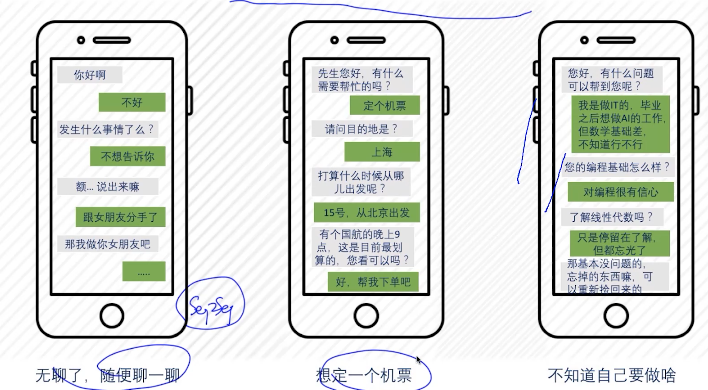 你好啊
不好
发生什么事情了么？
不想告诉你
额... 说出来嘛
跟女朋友分手了
那我做你女朋友吧
.....
Seq2Seq
无聊了，随便聊一聊
先生您好，有什么
需要帮忙的吗？
定个机票
请问目的地是？
上海
打算什么时候从哪
儿出发呢？
15号，从北京出发
有个国航的晚上9
点，这是目前最划
算的，您看可以吗？
好，帮我下单吧
想定一个机票
您好，有什么问题
可以帮到您呢？
我是做IT的，毕业
之后想做AI的工作，
但数学基础差，
不知道行不行
您的编程基础怎么样？
对编程很有信心
了解线性代数吗？
只是停留在了解，
但都忘光了
那基本没问题的，
忘掉的东西嘛，可
以重新捡回来的
不知道自己要做啥